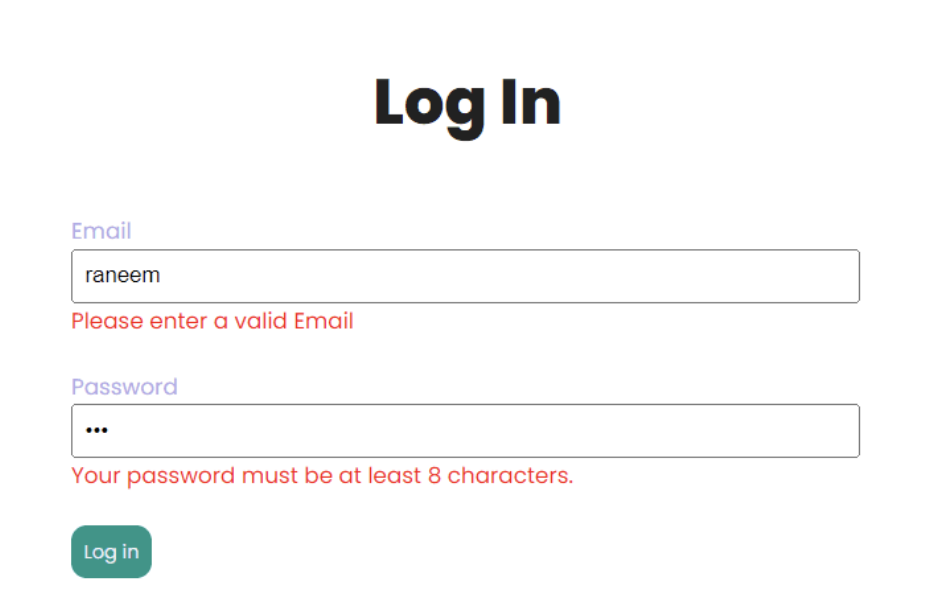 Log In
Email
raneem
Please enter a valid Email
Password
•••
Your password must be at least 8 characters.
Log in